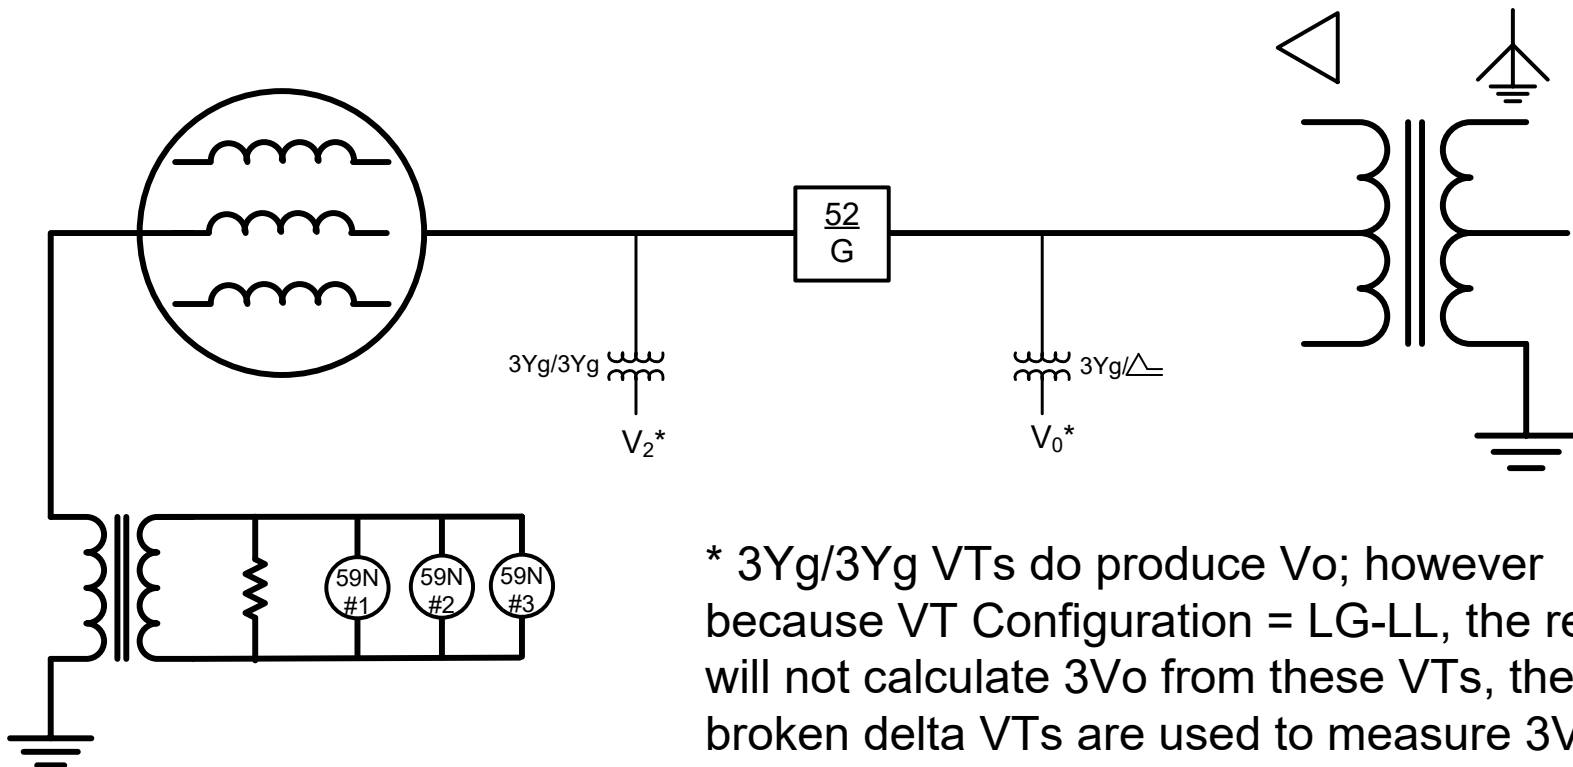 52
G
3Yg/3Yg
3Yg/
V₂*
V₀*
59N
#1
59N
#2
59N
#3
* 3Yg/3Yg VTs do produce Vo; however
because VT Configuration = LG-LL, the re
will not calculate 3Vo from these VTs, the
broken delta VTs are used to measure 3V